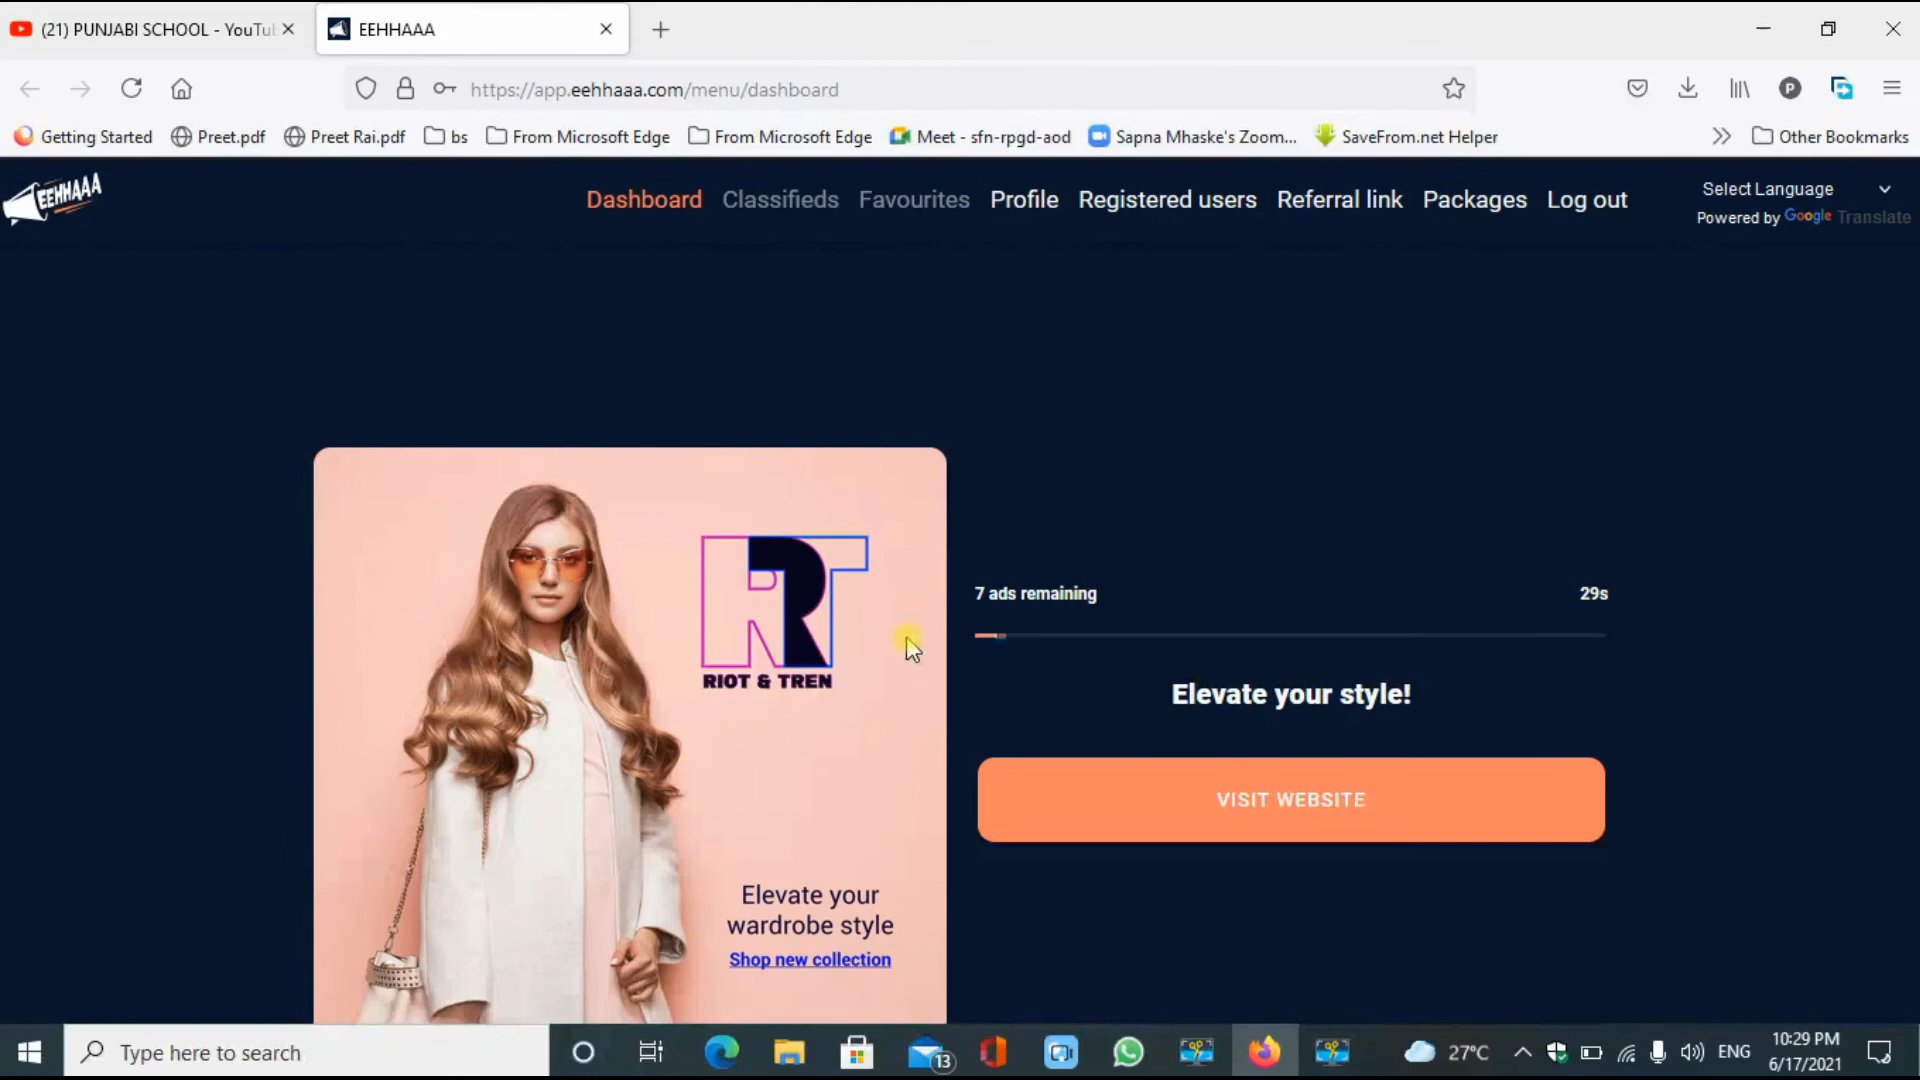 (21) PUNJABI SCHOOL - YouTu
EEHHAAA
https://app.eehhaaa.com/menu/dashboard
P
Getting Started
Preet.pdf
Preet Rai.pdf
bs
From Microsoft Edge
From Microsoft Edge
Meet - sfn-rpgd-aod
Sapna Mhaske's Zoom...
SaveFrom.net Helper
Other Bookmarks
EEHHAAA
Dashboard
Classifieds
Favourites
Profile
Registered users
Referral link
Packages
Log out
Select Language
Powered by Google Translate
RT
RIOT & TREN
7 ads remaining
29s
Elevate your style!
VISIT WEBSITE
Elevate your
wardrobe style
Shop new collection
Type here to search
13
27°C
ENG
10:29 PM
6/17/2021